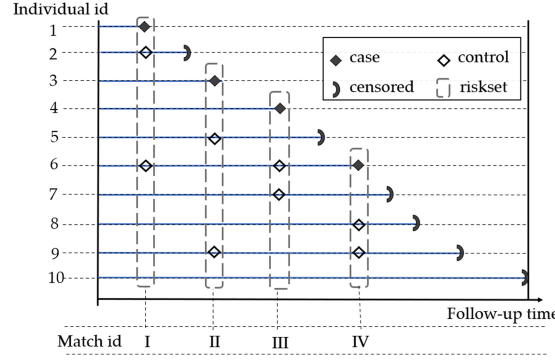 Individual id
1
2
3
4
5
6
7
8
9
10
case
control
censored
riskset
Follow-up time
Match id I II III IV